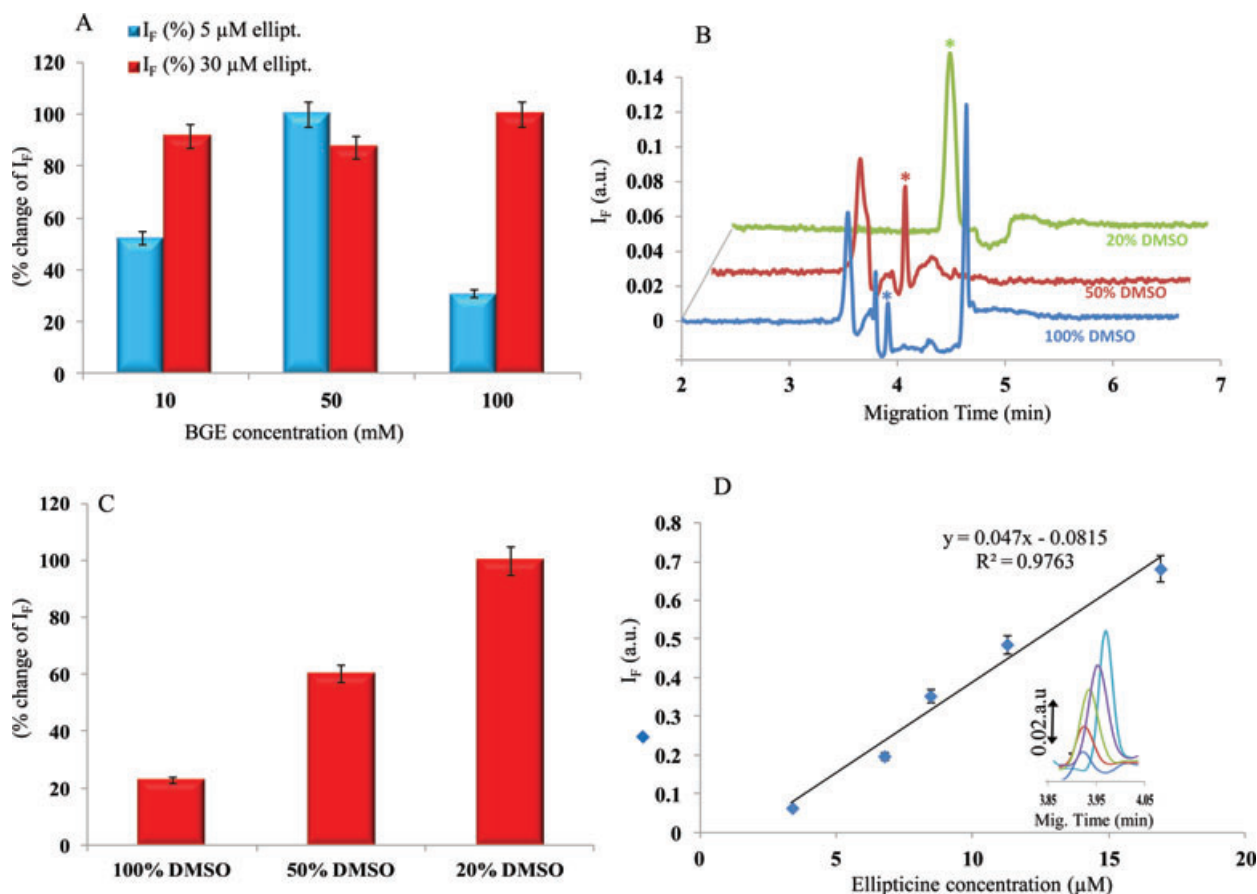 A
I_F (%) 5 µM ellipt.
I_F (%) 30 µM ellipt.
(% change of I_F)
120
100
80
60
40
20
0
10 50 100
BGE concentration (mM)
B
I_F (a.u.)
0.14
0.12
0.1
0.08
0.06
0.04
0.02
0
*
*
*
20% DMSO
50% DMSO
100% DMSO
2 3 4 5 6 7
Migration Time (min)
C
(% change of I_F)
120
100
80
60
40
20
0
100% DMSO 50% DMSO 20% DMSO
D
I_F (a.u.)
0.8
0.7
0.6
0.5
0.4
0.3
0.2
0.1
0
y = 0.047x - 0.0815
R² = 0.9763
0.02.a.u
3.85 3.95 4.05
Mig. Time (min)
0 5 10 15 20
Ellipticine concentration (µM)